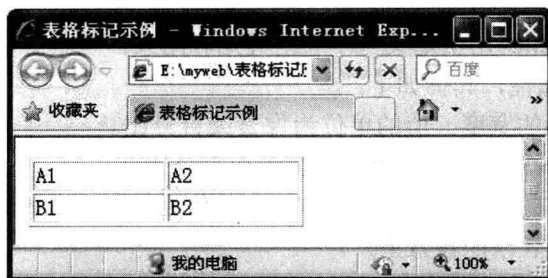 表格标记示例 - Windows Internet Exp...
E:\myweb\表格标记
百度
收藏夹
表格标记示例
»
A1 A2
B1 B2
我的电脑
100%